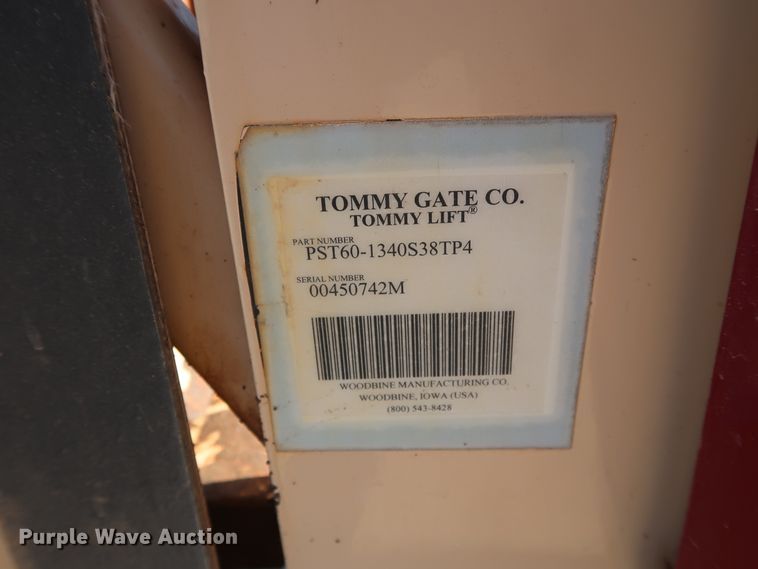 TOMMY GATE CO.
TOMMY LIFT®
PART NUMBER
PST60-1340S38TP4
SERIAL NUMBER
00450742M
WOODBINE MANUFACTURING CO.
WOODBINE, IOWA (USA)
(800) 543-8428
Purple Wave Auction